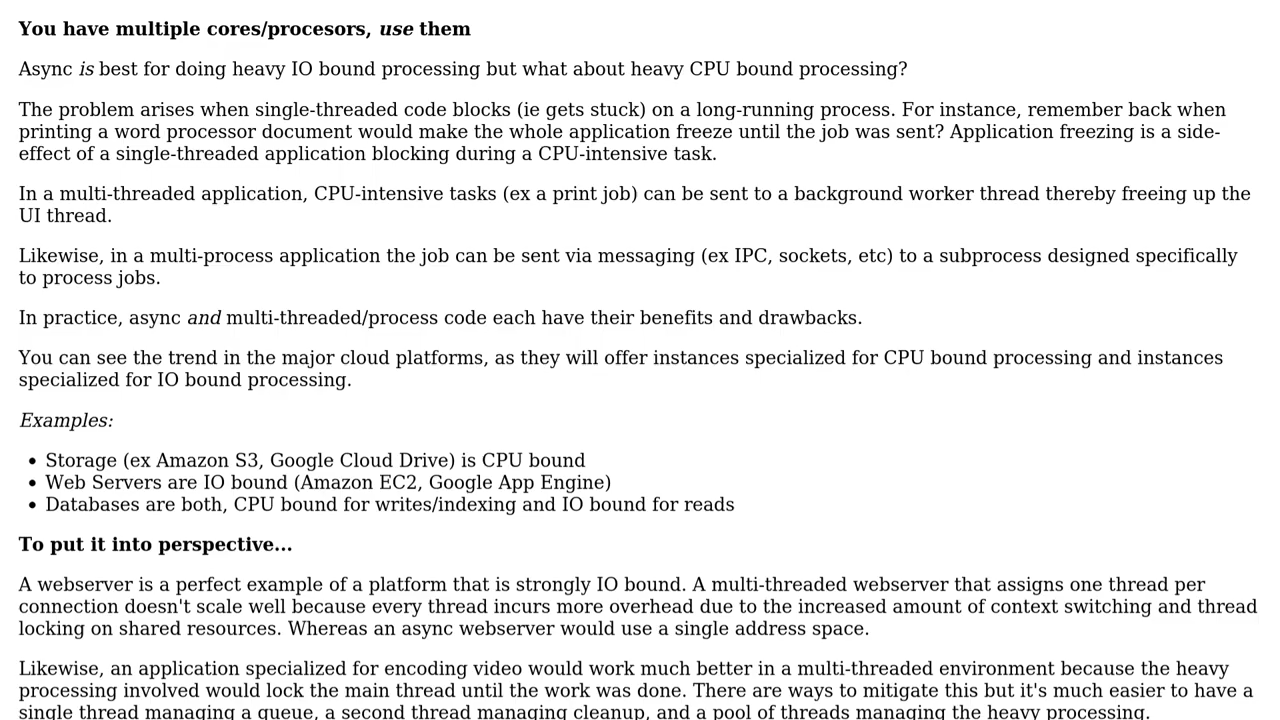 You have multiple cores/procesors, use them
Async is best for doing heavy IO bound processing but what about heavy CPU bound processing?
The problem arises when single-threaded code blocks (ie gets stuck) on a long-running process. For instance, remember back when
printing a word processor document would make the whole application freeze until the job was sent? Application freezing is a side-
effect of a single-threaded application blocking during a CPU-intensive task.
In a multi-threaded application, CPU-intensive tasks (ex a print job) can be sent to a background worker thread thereby freeing up the
UI thread.
Likewise, in a multi-process application the job can be sent via messaging (ex IPC, sockets, etc) to a subprocess designed specifically
to process jobs.
In practice, async and multi-threaded/process code each have their benefits and drawbacks.
You can see the trend in the major cloud platforms, as they will offer instances specialized for CPU bound processing and instances
specialized for IO bound processing.
Examples:
• Storage (ex Amazon S3, Google Cloud Drive) is CPU bound
• Web Servers are IO bound (Amazon EC2, Google App Engine)
• Databases are both, CPU bound for writes/indexing and IO bound for reads
To put it into perspective...
A webserver is a perfect example of a platform that is strongly IO bound. A multi-threaded webserver that assigns one thread per
connection doesn't scale well because every thread incurs more overhead due to the increased amount of context switching and thread
locking on shared resources. Whereas an async webserver would use a single address space.
Likewise, an application specialized for encoding video would work much better in a multi-threaded environment because the heavy
processing involved would lock the main thread until the work was done. There are ways to mitigate this but it's much easier to have a
single thread managing a queue, a second thread managing cleanup, and a pool of threads managing the heavy processing.